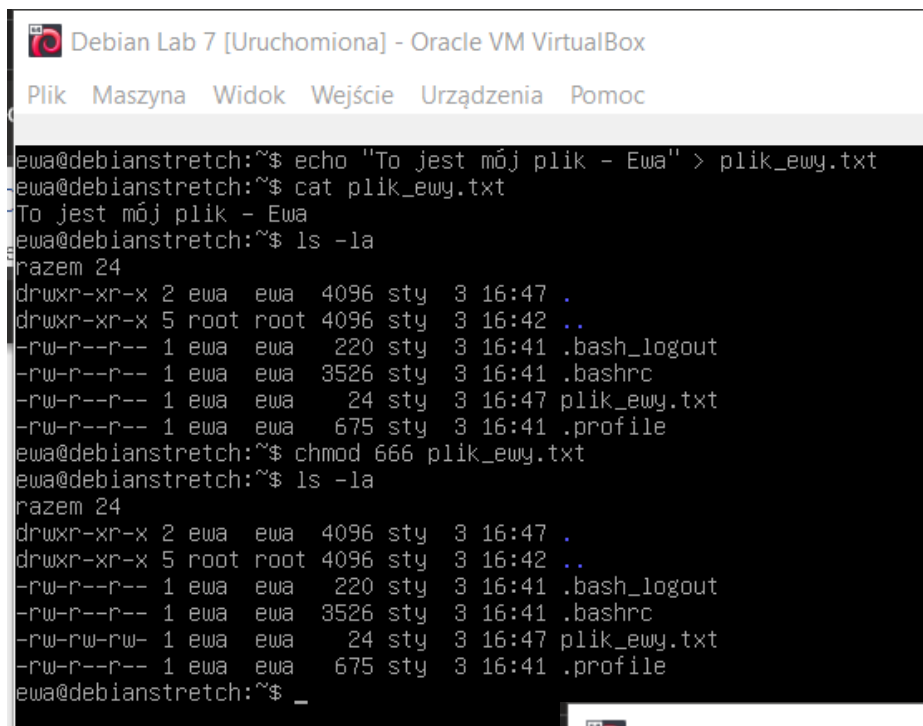 Debian Lab 7 [Uruchomiona] - Oracle VM VirtualBox
Plik Maszyna Widok Wejście Urządzenia Pomoc
ewa@debianstretch:~$ echo "To jest mój plik - Ewa" > plik_ewy.txt
ewa@debianstretch:~$ cat plik_ewy.txt
To jest mój plik - Ewa
ewa@debianstretch:~$ ls -la
razem 24
drwxr-xr-x 2 ewa  ewa  4096 sty  3 16:47 .
drwxr-xr-x 5 root root 4096 sty  3 16:42 ..
-rw-r--r-- 1 ewa  ewa   220 sty  3 16:41 .bash_logout
-rw-r--r-- 1 ewa  ewa  3526 sty  3 16:41 .bashrc
-rw-r--r-- 1 ewa  ewa    24 sty  3 16:47 plik_ewy.txt
-rw-r--r-- 1 ewa  ewa   675 sty  3 16:41 .profile
ewa@debianstretch:~$ chmod 666 plik_ewy.txt
ewa@debianstretch:~$ ls -la
razem 24
drwxr-xr-x 2 ewa  ewa  4096 sty  3 16:47 .
drwxr-xr-x 5 root root 4096 sty  3 16:42 ..
-rw-r--r-- 1 ewa  ewa   220 sty  3 16:41 .bash_logout
-rw-r--r-- 1 ewa  ewa  3526 sty  3 16:41 .bashrc
-rw-rw-rw- 1 ewa  ewa    24 sty  3 16:47 plik_ewy.txt
-rw-r--r-- 1 ewa  ewa   675 sty  3 16:41 .profile
ewa@debianstretch:~$ _